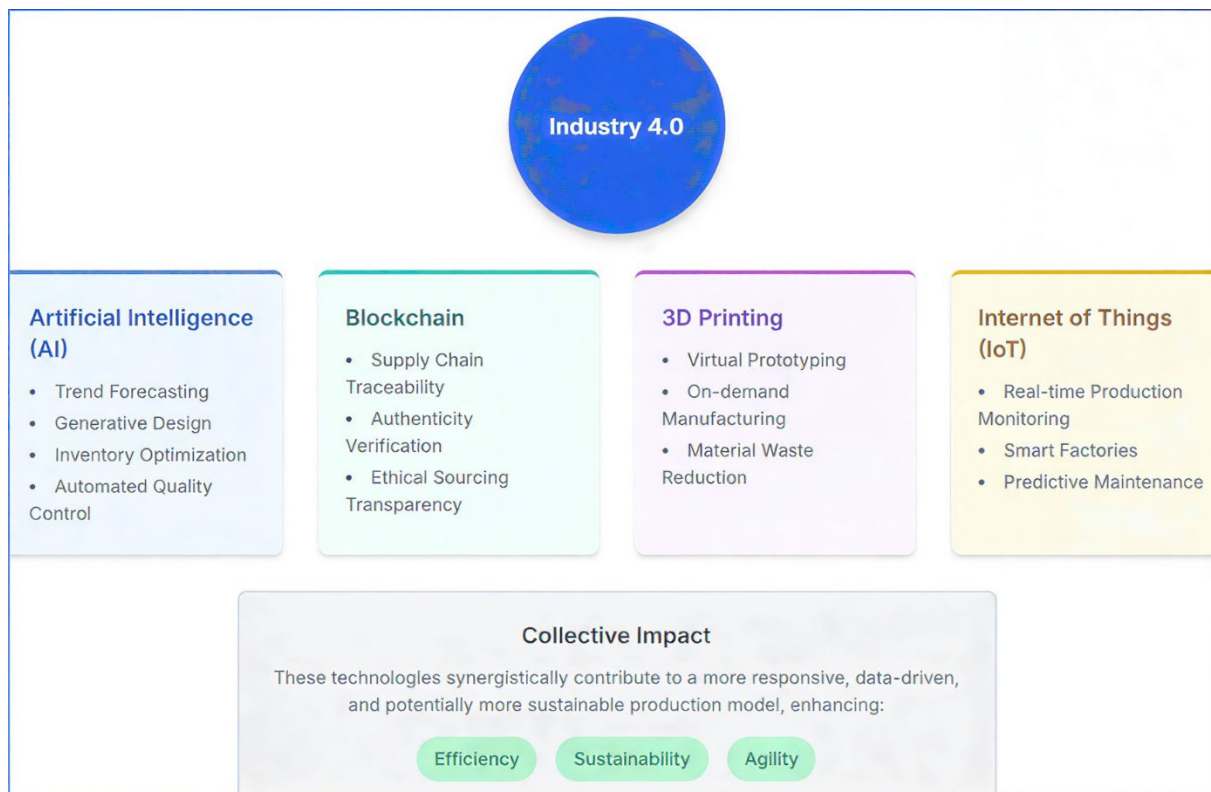 Industry 4.0
Artificial Intelligence
(AI)
• Trend Forecasting
• Generative Design
• Inventory Optimization
• Automated Quality
Control
Blockchain
• Supply Chain
Traceability
• Authenticity
Verification
• Ethical Sourcing
Transparency
3D Printing
• Virtual Prototyping
• On-demand
Manufacturing
• Material Waste
Reduction
Internet of Things
(IoT)
• Real-time Production
Monitoring
• Smart Factories
• Predictive Maintenance
Collective Impact
These technologies synergistically contribute to a more responsive, data-driven,
and potentially more sustainable production model, enhancing:
Efficiency
Sustainability
Agility